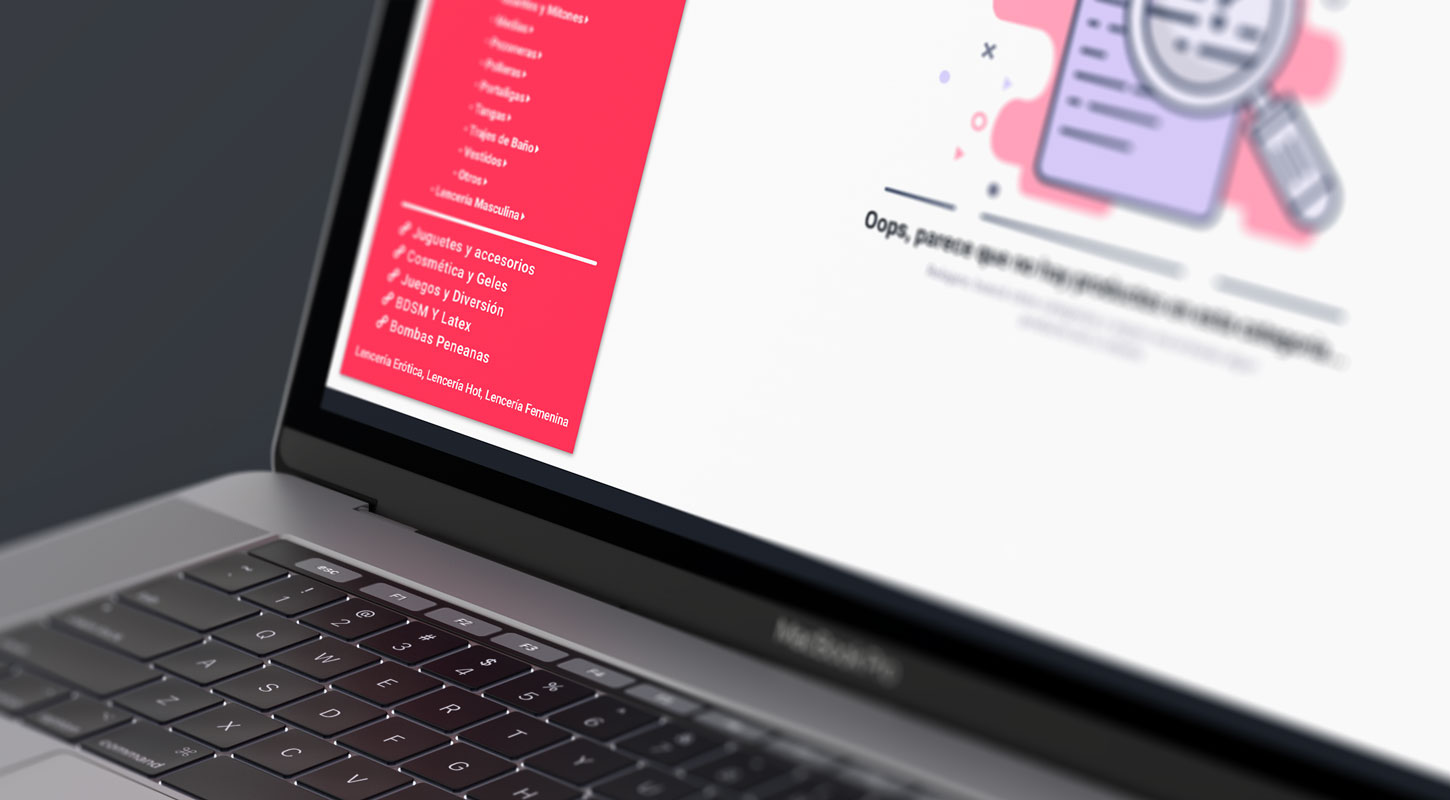 Guantes y Mitones
- Medias
- Pezoneras
- Polleras
- Portaligas
- Tangas
- Trajes de Baño
- Vestidos
- Otros
- Lencería Masculina
Juguetes y accesorios
Cosmética y Geles
Juegos y Diversión
BDSM Y Latex
Bombas Peneanas
Lencería Erótica, Lencería Hot, Lencería Femenina
Oops, parece que no hay productos en esta categoría...
MacBook Pro
esc F1 F2 F3 F4
~
! 1 @ 2 # 3 $ 4 % 5 ^ 6
Q W E R T Y
A S D F G H
Z X C V
command ⌘